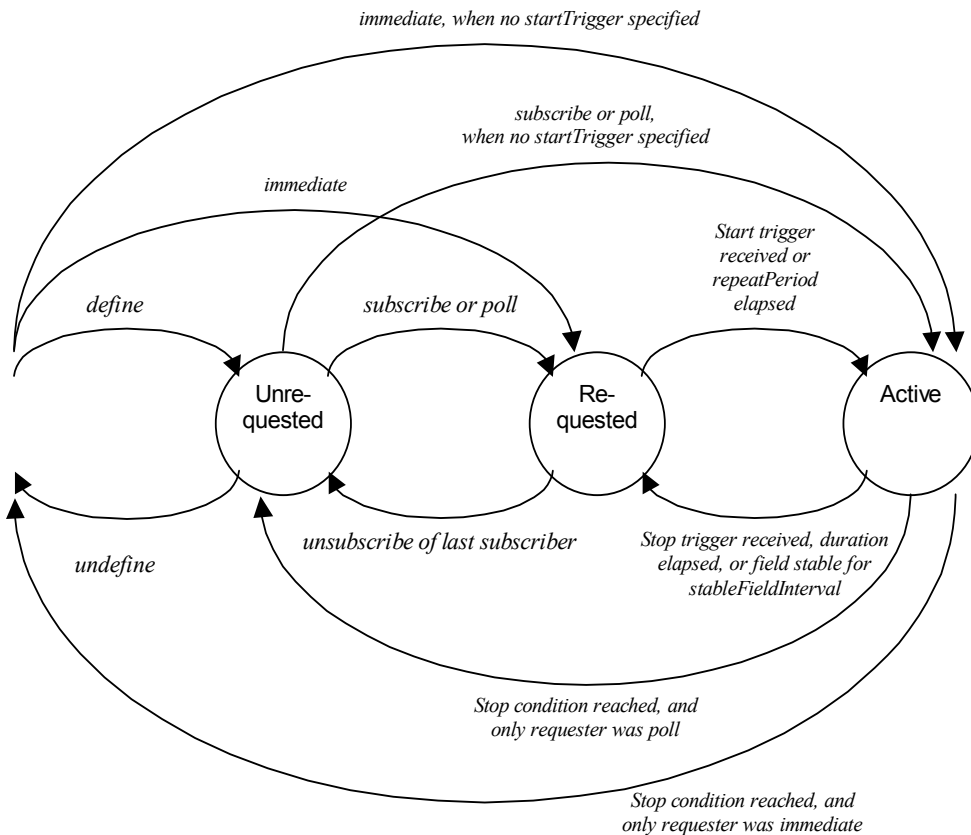 immediate, when no startTrigger specified
subscribe or poll,
when no startTrigger specified
immediate
Start trigger
received or
repeatPeriod
elapsed
define
subscribe or poll
Unre-
quested
Re-
quested
Active
undefine
unsubscribe of last subscriber
Stop trigger received, duration
elapsed, or field stable for
stableFieldInterval
Stop condition reached, and
only requester was poll
Stop condition reached, and
only requester was immediate